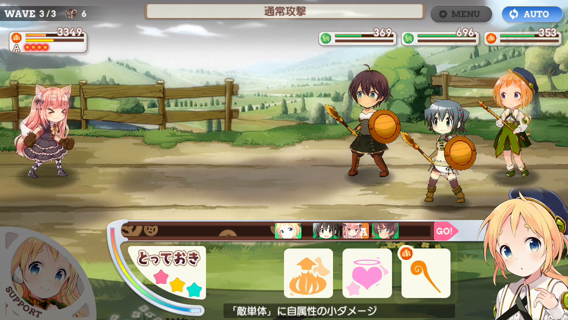 WAVE 3/3 6
通常攻撃
MENU
AUTO
3349
369
696
353
GO!
とっておき
SUPPORT
「敵単体」に自属性の小ダメージ